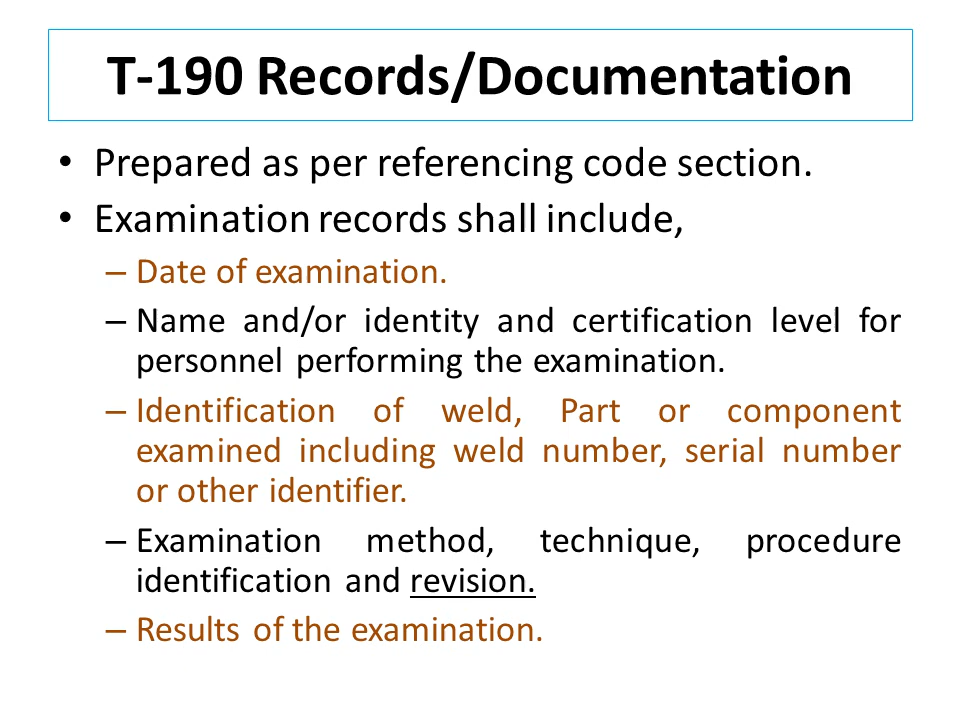 T-190 Records/Documentation
• Prepared as per referencing code section.
• Examination records shall include,
– Date of examination.
– Name and/or identity and certification level for
personnel performing the examination.
– Identification of weld, Part or component
examined including weld number, serial number
or other identifier.
– Examination method, technique, procedure
identification and revision.
– Results of the examination.